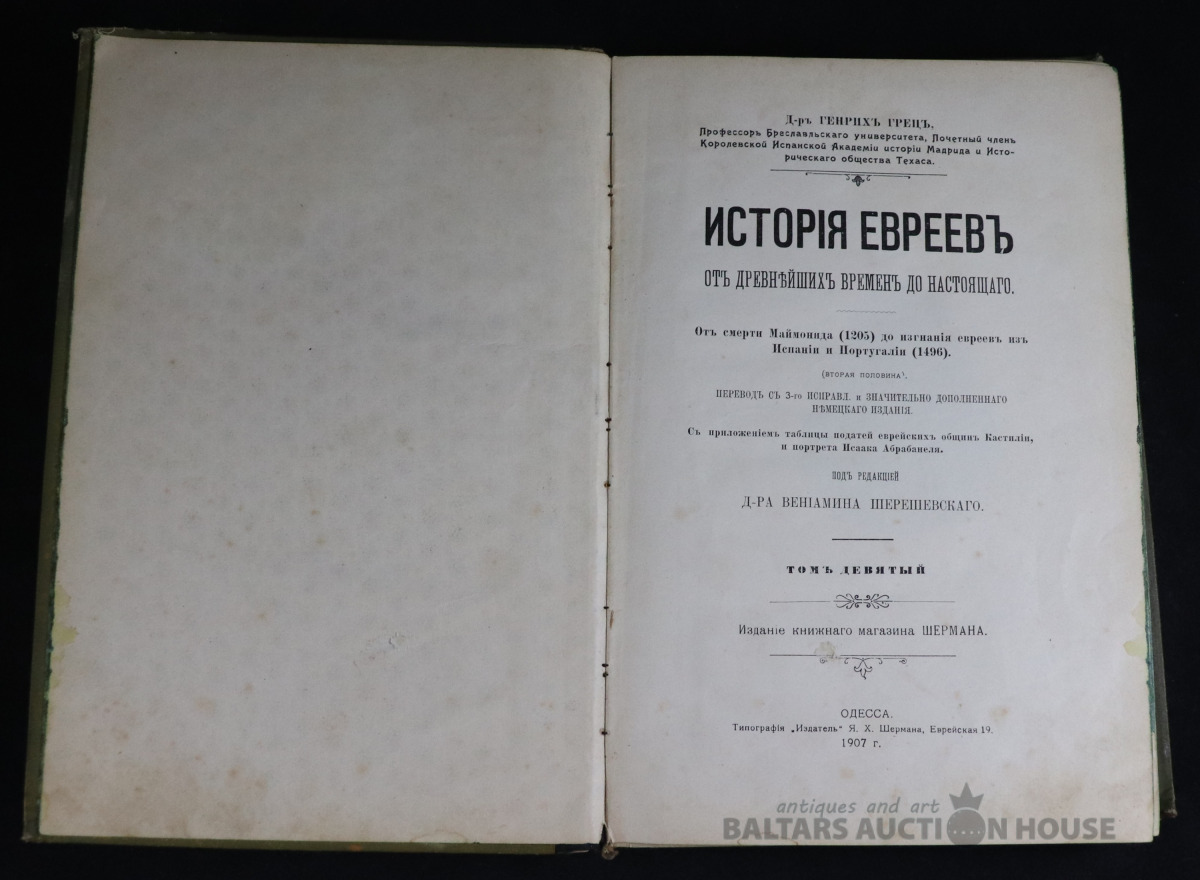 Д-ръ ГЕНРИХЪ ГРЕЦЪ,
Профессоръ Бреславльскаго университета, Почетный членъ
Королевской Испанской Академіи исторіи Мадрида и Исто-
рическаго общества Техаса.
ИСТОРІЯ ЕВРЕЕВЪ
ОТЪ ДРЕВНѢЙШИХЪ ВРЕМЕНЪ ДО НАСТОЯЩАГО.
Отъ смерти Маймонида (1205) до изгнанія евреевъ изъ
Испаніи и Португаліи (1496).
(ВТОРАЯ ПОЛОВИНА).
ПЕРЕВОДЪ СЪ 3-го ИСПРАВЛ. и ЗНАЧИТЕЛЬНО ДОПОЛНЕННАГО
НѢМЕЦКАГО ИЗДАНІЯ.
Съ приложеніемъ таблицы податей еврейскихъ общинъ Кастиліи,
и портрета Исаака Абрабанеля.
ПОДЪ РЕДАКЦІЕЙ
Д-РА ВЕНІАМИНА ШЕРЕШЕВСКАГО.
ТОМЪ ДЕВЯТЫЙ
Изданіе книжнаго магазина ШЕРМАНА.
ОДЕССА.
Типографія „Издатель" Я. Х. Шермана, Еврейская 19.
1907 г.
antiques and art
BALTARS AUCTION HOUSE